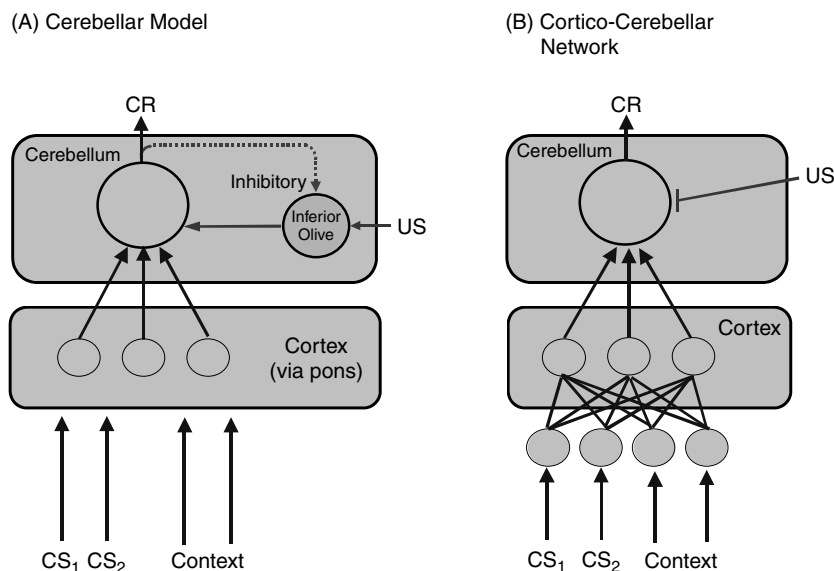 (A) Cerebellar Model
CR
Cerebellum
Inhibitory
Inferior
Olive
US
Cortex
(via pons)
CS₁ CS₂ Context
(B) Cortico-Cerebellar
Network
CR
Cerebellum
US
Cortex
CS₁ CS₂ Context